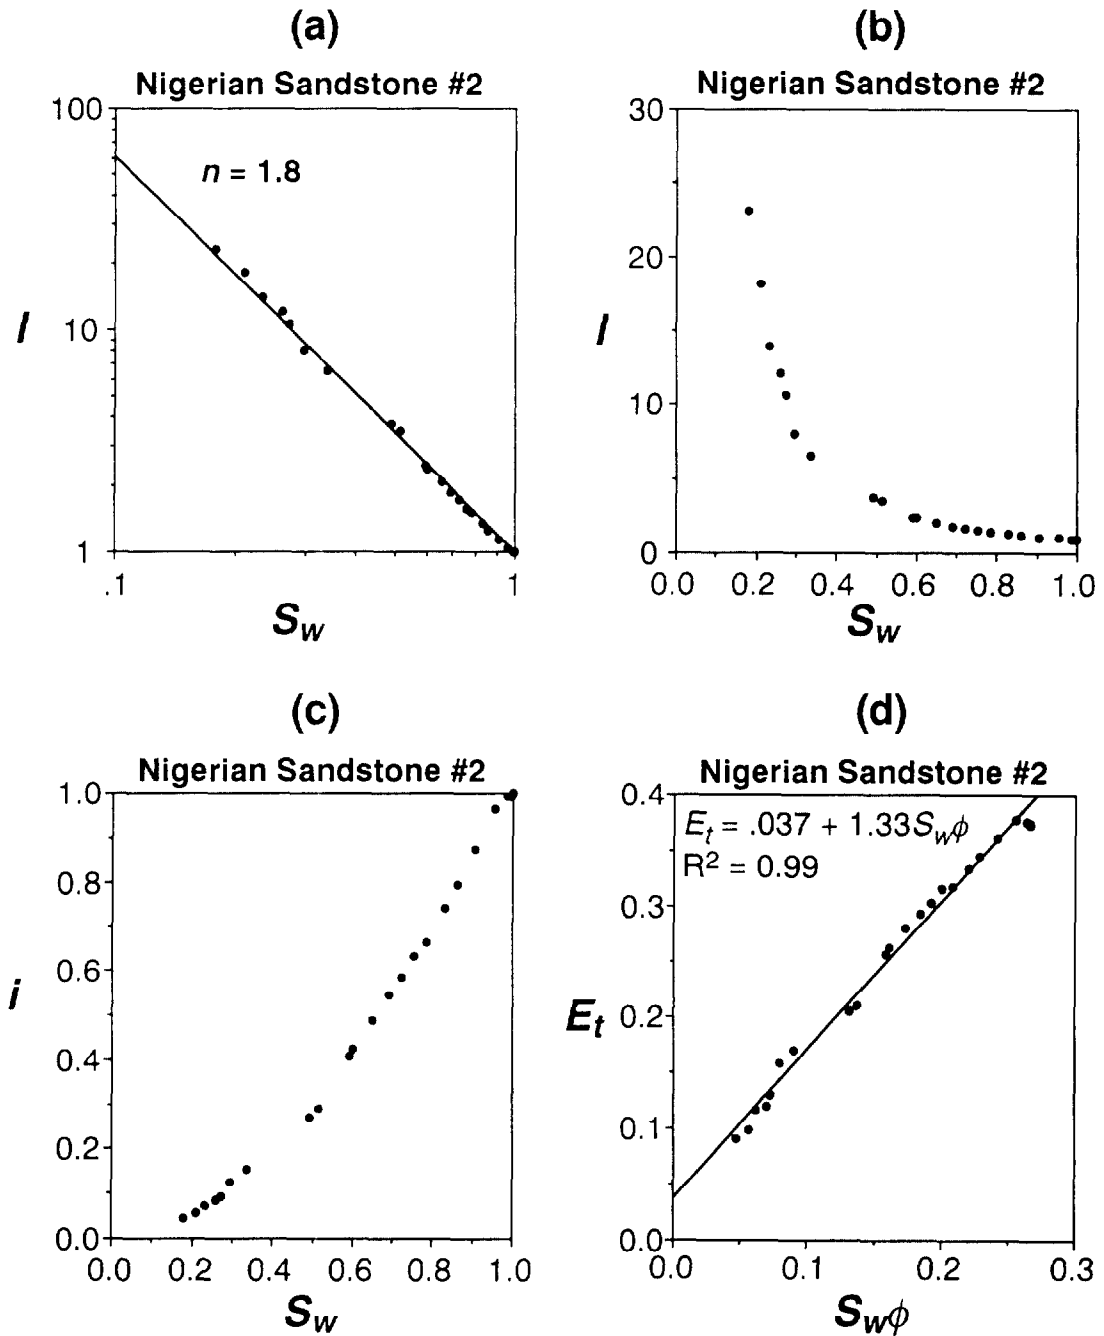 (a)
Nigerian Sandstone #2
100
n = 1.8
I
10
1
.1
1
Sw
(b)
Nigerian Sandstone #2
30
20
I
10
0
0.0 0.2 0.4 0.6 0.8 1.0
Sw
(c)
Nigerian Sandstone #2
1.0
0.8
0.6
i
0.4
0.2
0.0
0.0 0.2 0.4 0.6 0.8 1.0
Sw
(d)
Nigerian Sandstone #2
0.4
Et = .037 + 1.33Swϕ
R² = 0.99
0.3
Et
0.2
0.1
0.0
0 0.1 0.2 0.3
Swϕ